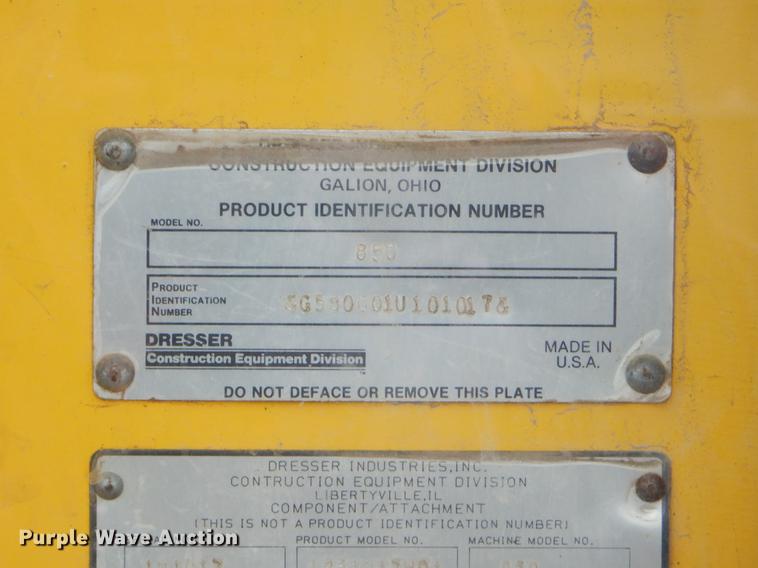 CONSTRUCTION EQUIPMENT DIVISION
GALION, OHIO
PRODUCT IDENTIFICATION NUMBER
MODEL NO.
850
PRODUCT
IDENTIFICATION
NUMBER
DRESSER
Construction Equipment Division
MADE IN
U.S.A.
DO NOT DEFACE OR REMOVE THIS PLATE
DRESSER INDUSTRIES, INC.
CONTRUCTION EQUIPMENT DIVISION
LIBERTYVILLE, IL
COMPONENT/ATTACHMENT
(THIS IS NOT A PRODUCT IDENTIFICATION NUMBER)
PRODUCT MODEL NO. MACHINE MODEL NO.
Purple Wave Auction